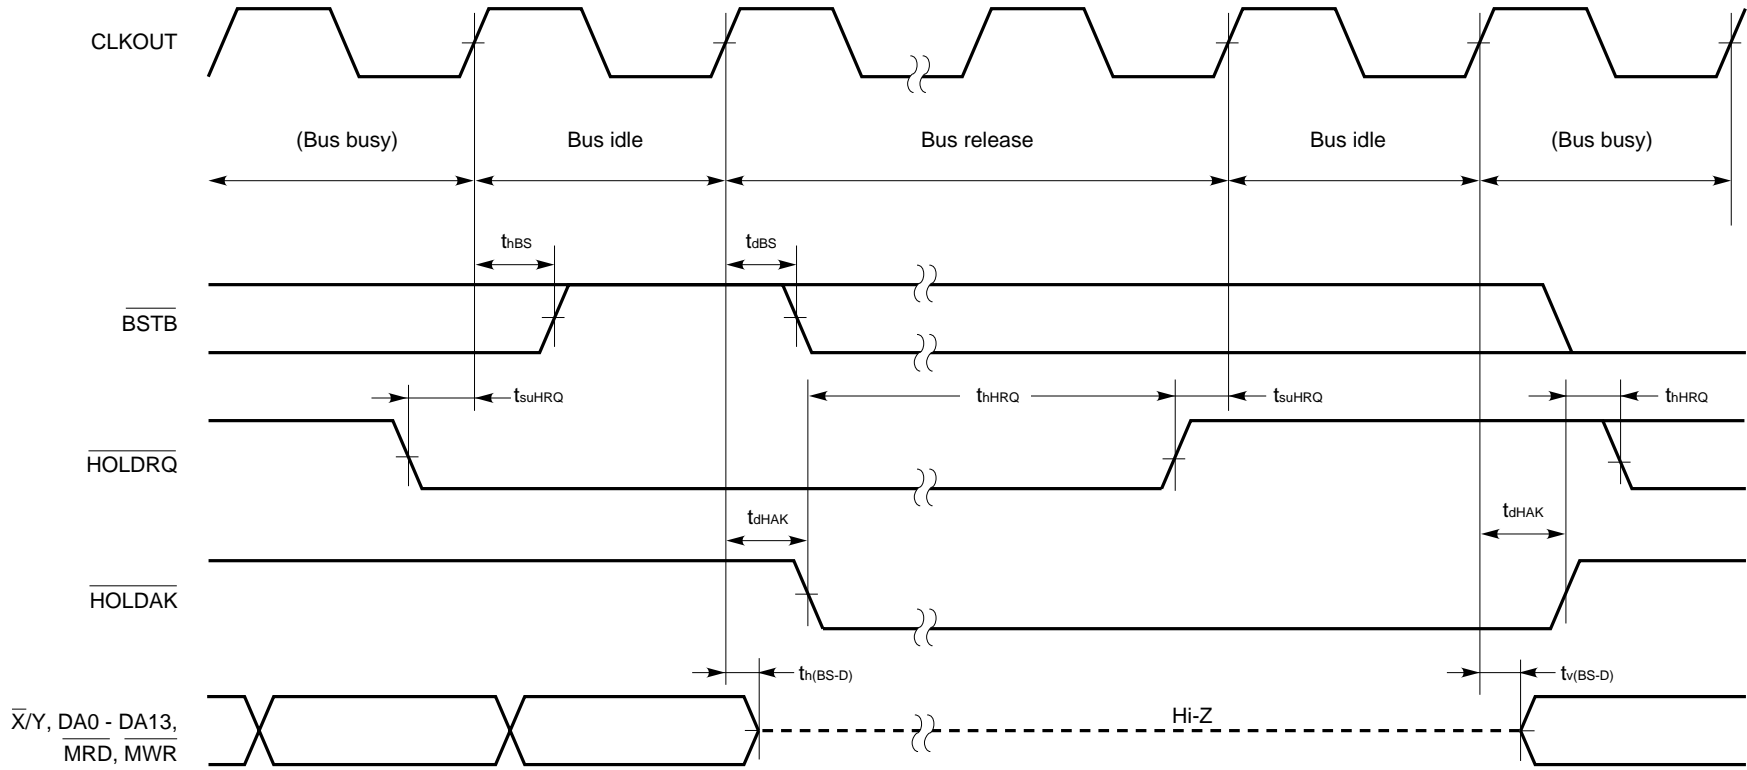 CLKOUT
(Bus busy) Bus idle Bus release Bus idle (Bus busy)
thBS tdBS
BSTB
tsuHRQ thHRQ tsuHRQ thHRQ
HOLDRQ
tdHAK tdHAK
HOLDAK
th(BS-D) tv(BS-D)
X/Y, DA0 - DA13,
MRD, MWR
Hi-Z